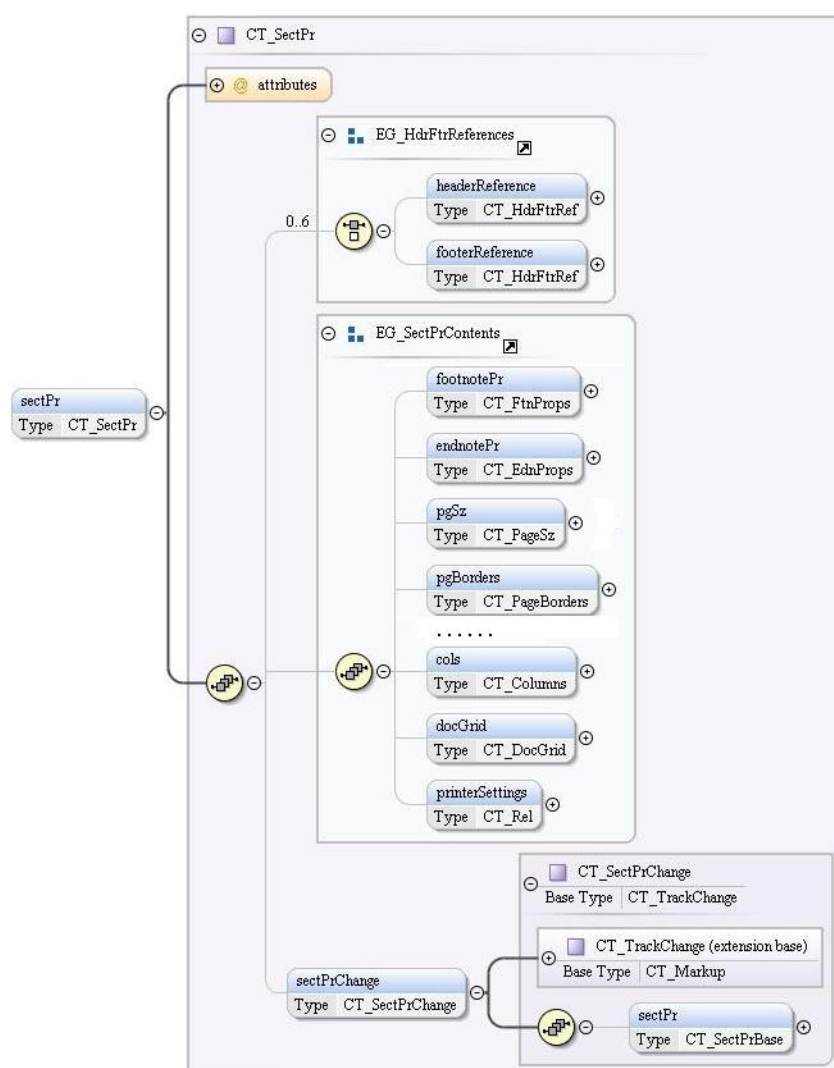 CT_SectPr
@ attributes
EG_HdrFtrReferences
headerReference
Type CT_HdrFtrRef
0..6
footerReference
Type CT_HdrFtrRef
EG_SectPrContents
footnotePr
Type CT_FtnProps
sectPr
Type CT_SectPr
endnotePr
Type CT_EdnProps
pgSz
Type CT_PageSz
pgBorders
Type CT_PageBorders
......
cols
Type CT_Columns
docGrid
Type CT_DocGrid
printerSettings
Type CT_Rel
CT_SectPrChange
Base Type CT_TrackChange
CT_TrackChange (extension base)
Base Type CT_Markup
sectPrChange
Type CT_SectPrChange
sectPr
Type CT_SectPrBase